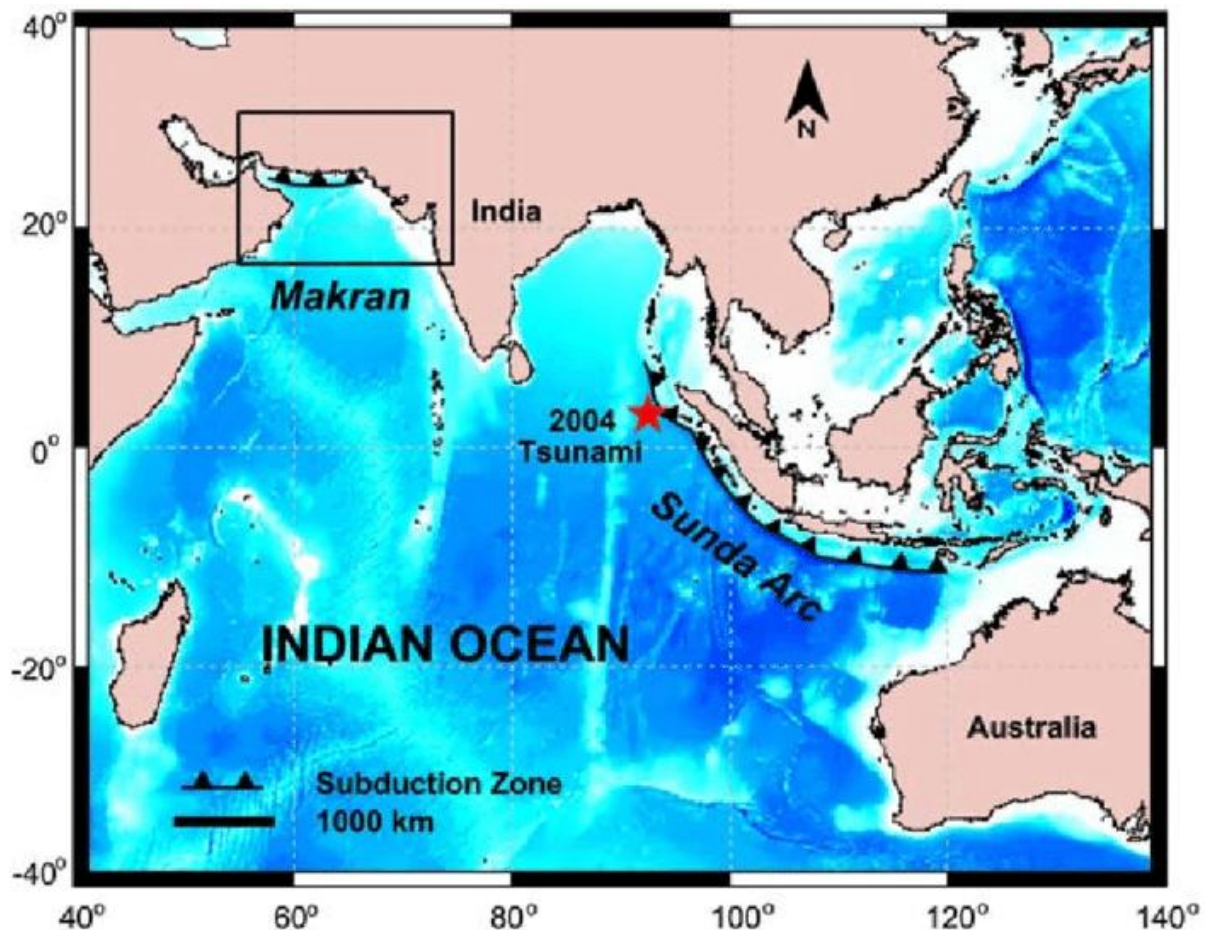 40°
20°
0°
-20°
-40°
40°
60°
80°
100°
120°
140°
N
India
Makran
2004
Tsunami
Sunda Arc
INDIAN OCEAN
Australia
Subduction Zone
1000 km